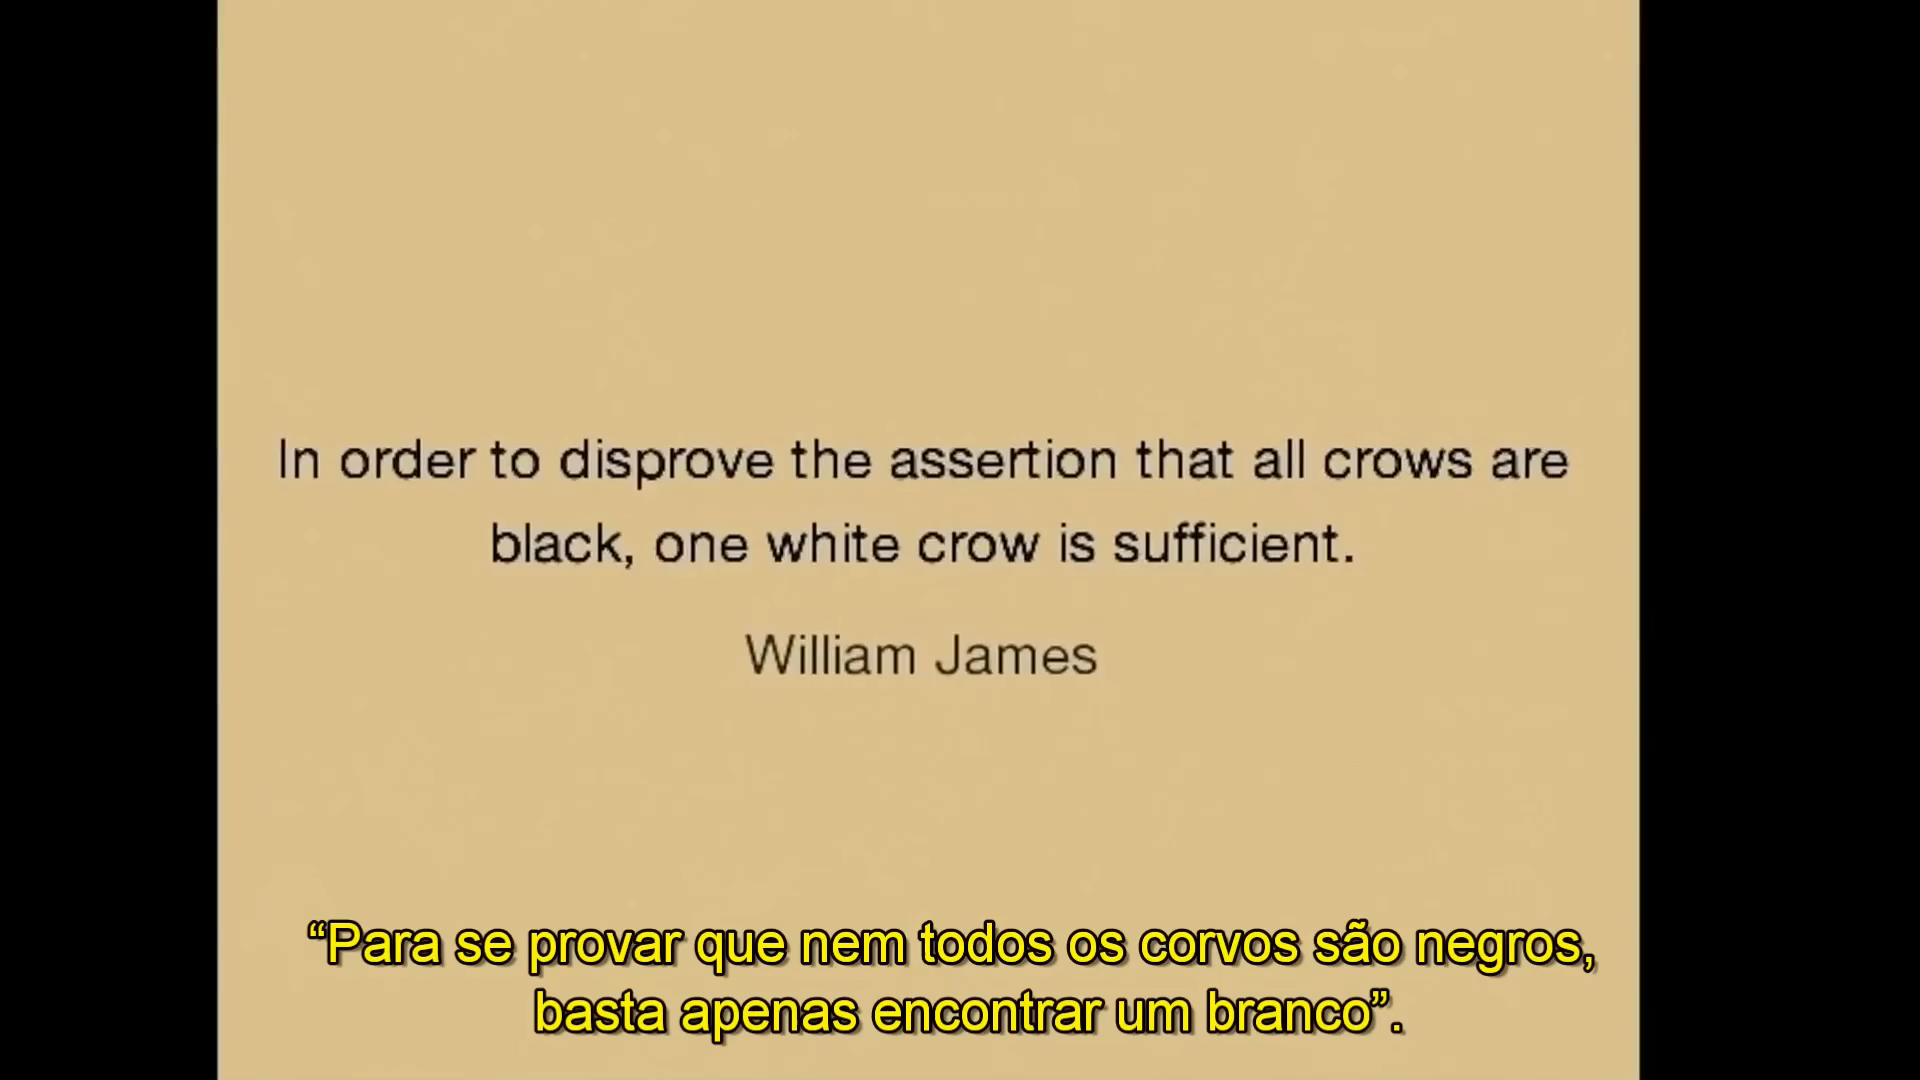 In order to disprove the assertion that all crows are
black, one white crow is sufficient.
William James
“Para se provar que nem todos os corvos são negros,
basta apenas encontrar um branco”.